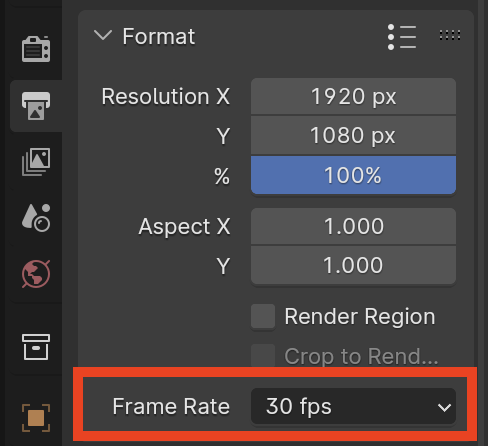 Format
Resolution X 1920 px
Y 1080 px
% 100%
Aspect X 1.000
Y 1.000
Render Region
Crop to Rend...
Frame Rate 30 fps